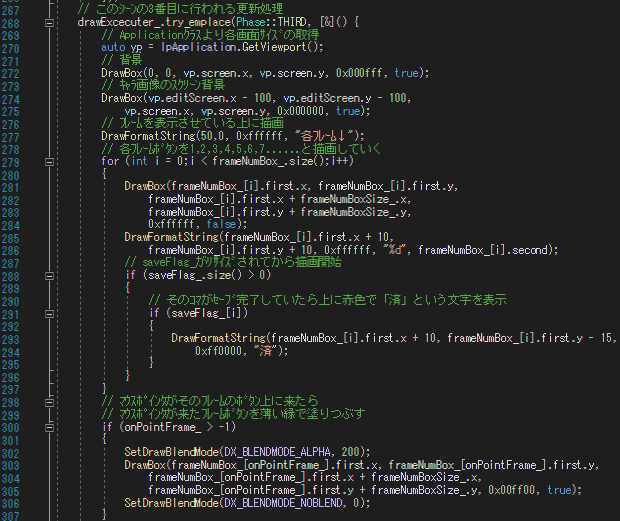 267 // このシーンの3番目に行われる更新処理
268 drawExcecuter_.try_emplace(Phase::THIRD, [&]() {
269 // Applicationｸﾗｽより各画面ｻｲｽﾞの取得
270 auto vp = IpApplication.GetViewport();
271 // 背景
272 DrawBox(0, 0, vp.screen.x, vp.screen.y, 0x000fff, true);
273 // ｷｬﾗ画像のｽｸﾘｰﾝ背景
274 DrawBox(vp.editScreen.x - 100, vp.editScreen.y - 100,
275 vp.screen.x, vp.screen.y, 0x000000, true);
276 // ﾌﾚｰﾑを表示させている上に描画
277 DrawFormatString(50,0, 0xffffff, "各ﾌﾚｰﾑ↓");
278 // 各ﾌﾚｰﾑﾎﾞﾀﾝを1,2,3,4,5,6,7......と描画していく
279 for (int i = 0;i < frameNumBox_.size();i++)
280 {
281 DrawBox(frameNumBox_[i].first.x, frameNumBox_[i].first.y,
282 frameNumBox_[i].first.x + frameNumBoxSize_.x,
283 frameNumBox_[i].first.y + frameNumBoxSize_.y,
284 0xffffff, false);
285 DrawFormatString(frameNumBox_[i].first.x + 10,
286 frameNumBox_[i].first.y + 10, 0xffffff, "%d", frameNumBox_[i].second);
287 // saveFlag_がﾘｻｲｽﾞされてから描画開始
288 if (saveFlag_.size() > 0)
289 {
290 // そのｺﾏがｾｰﾌﾞ完了していたら上に赤色で「済」という文字を表示
291 if (saveFlag_[i])
292 {
293 DrawFormatString(frameNumBox_[i].first.x + 10, frameNumBox_[i].first.y - 15,
294 0xff0000, "済");
295 }
296 }
297 }
298 // ﾏｳｽﾎﾟｲﾝﾀがそのﾌﾚｰﾑのﾎﾞﾀﾝ上に来たら
299 // ﾏｳｽﾎﾟｲﾝﾀが来たﾌﾚｰﾑﾎﾞﾀﾝを薄い緑で塗りつぶす
300 if (onPointFrame_ > -1)
301 {
302 SetDrawBlendMode(DX_BLENDMODE_ALPHA, 200);
303 DrawBox(frameNumBox_[onPointFrame_].first.x, frameNumBox_[onPointFrame_].first.y,
304 frameNumBox_[onPointFrame_].first.x + frameNumBoxSize_.x,
305 frameNumBox_[onPointFrame_].first.y + frameNumBoxSize_.y, 0x00ff00, true);
306 SetDrawBlendMode(DX_BLENDMODE_NOBLEND, 0);
307 }